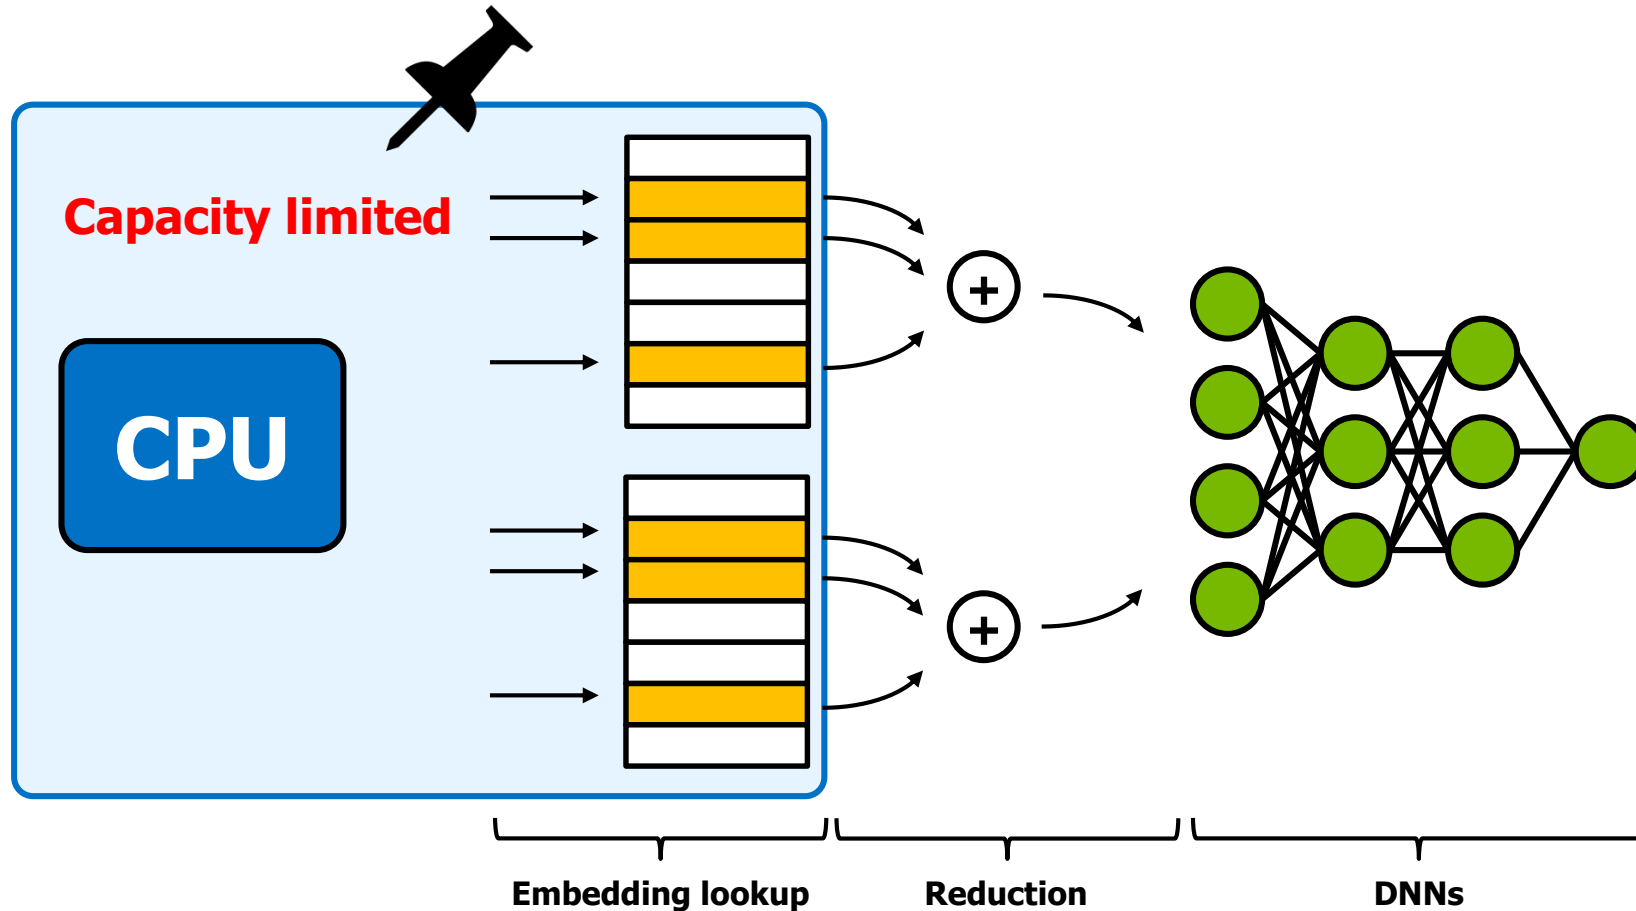 Capacity limited
CPU
+
+
Embedding lookup
Reduction
DNNs